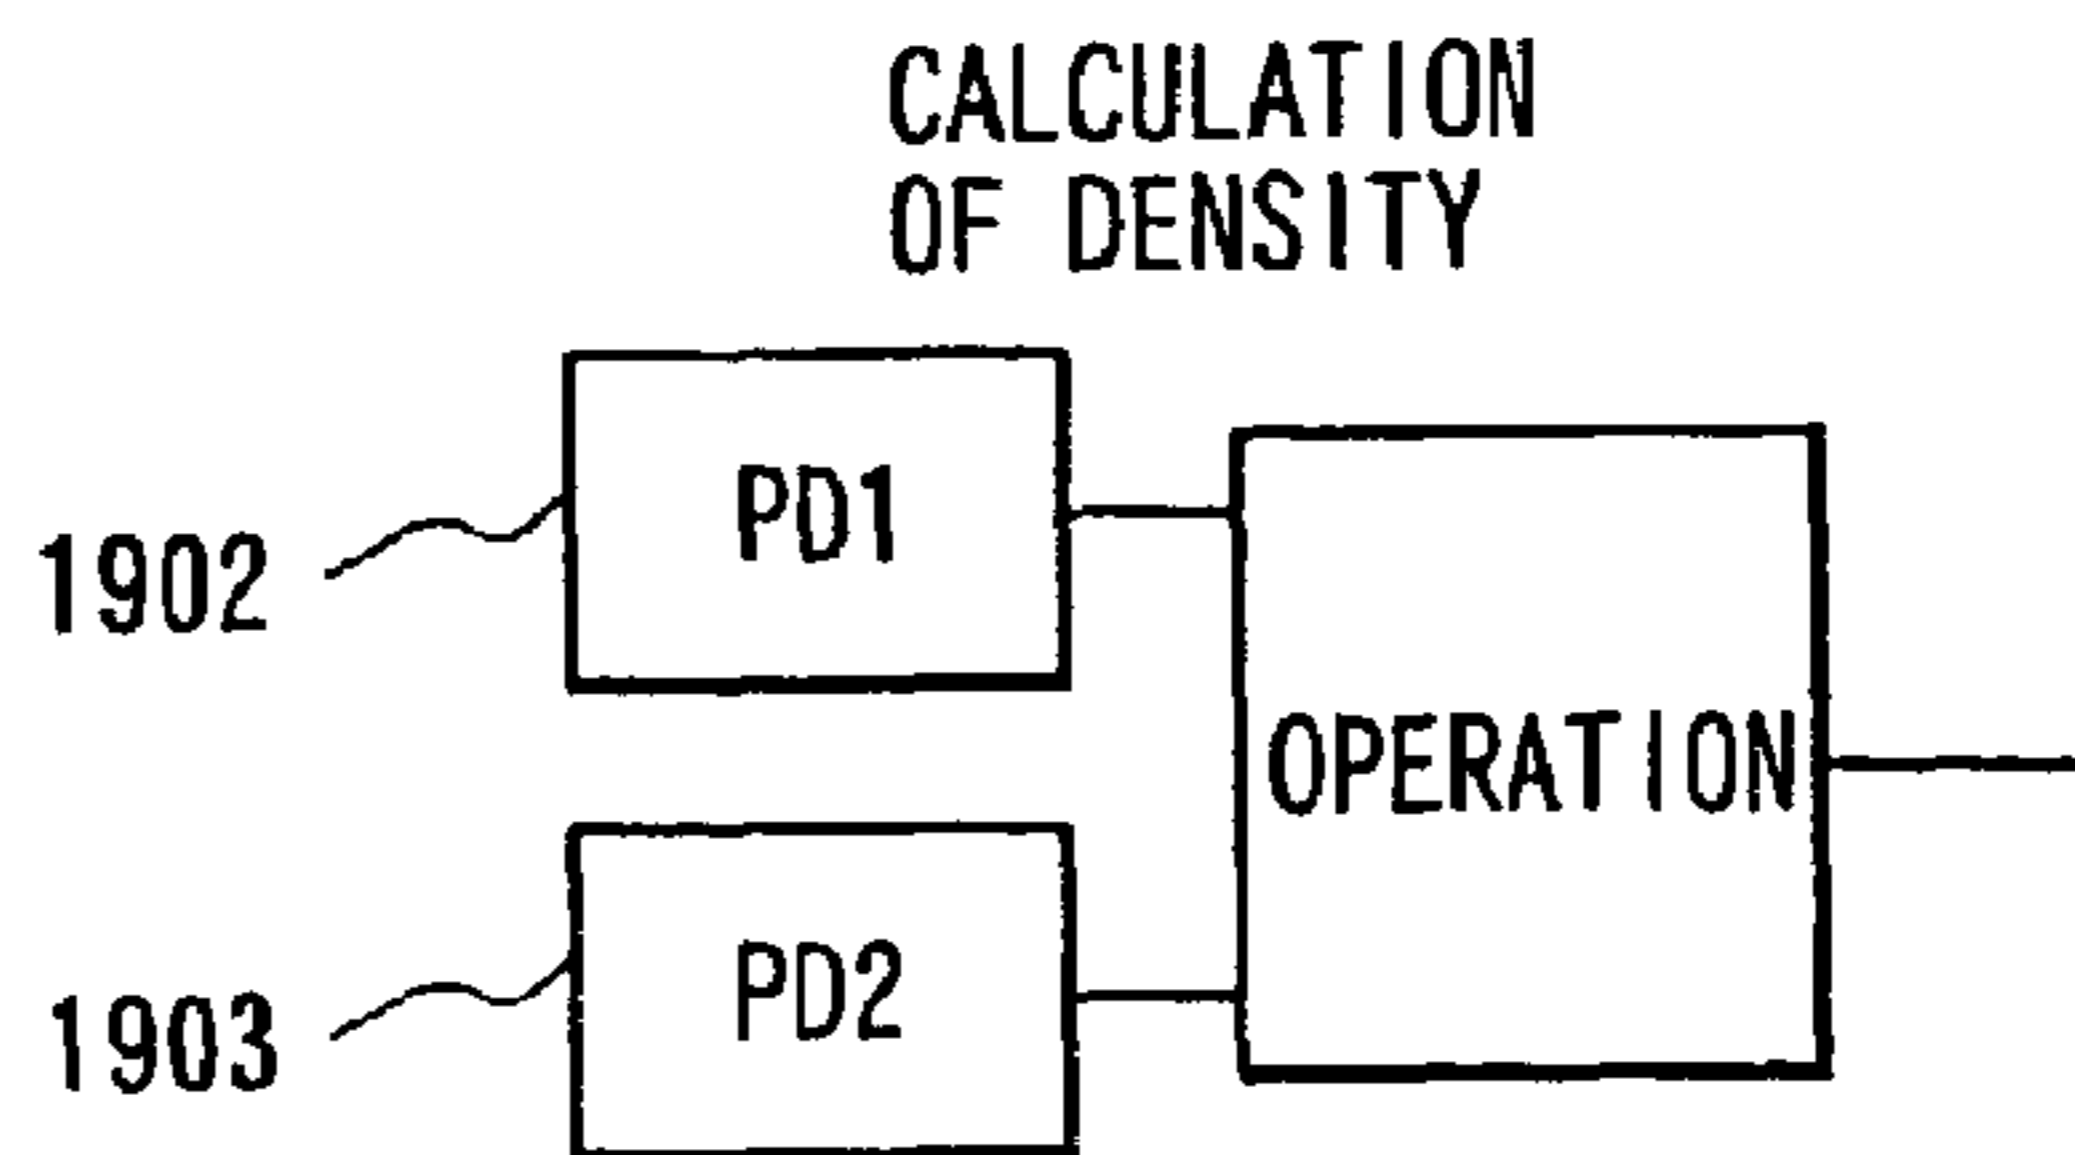 CALCULATION
OF DENSITY
1902
PD1
OPERATION
1903
PD2